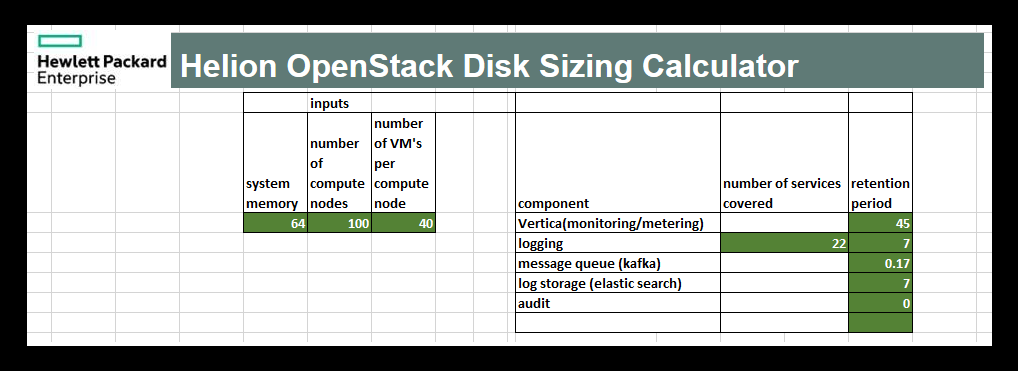 Hewlett Packard
Enterprise
Helion OpenStack Disk Sizing Calculator
inputs
system memory
number of compute nodes
number of VM's per compute node
component
number of services covered
retention period
64 100 40
Vertica(monitoring/metering) 45
logging 22 7
message queue (kafka) 0.17
log storage (elastic search) 7
audit 0